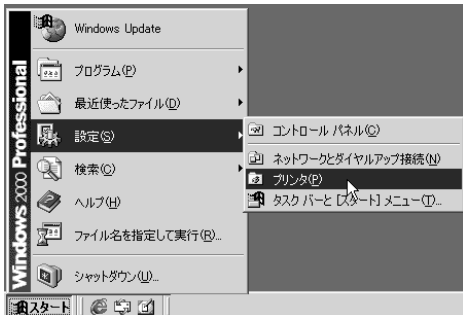 Windows 2000 Professional
Windows Update
プログラム(P)
最近使ったファイル(D)
設定(S)
検索(C)
ヘルプ(H)
ファイル名を指定して実行(R)...
シャットダウン(U)...
コントロール パネル(C)
ネットワークとダイヤルアップ接続(N)
プリンタ(P)
タスク バーと [スタート] メニュー(T)...
スタート